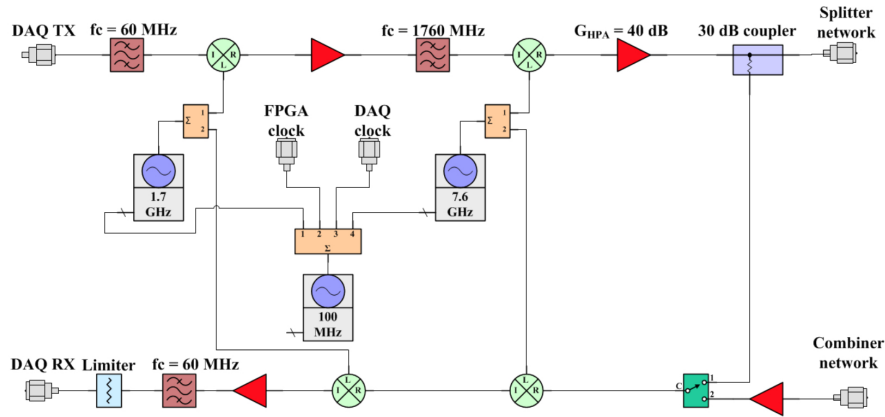 DAQ TX
fc = 60 MHz
fc = 1760 MHz
G_HPA = 40 dB
30 dB coupler
Splitter
network
I R
L
I R
L
Σ
1
2
FPGA
clock
DAQ
clock
Σ
1
2
1.7
GHz
7.6
GHz
1 2 3 4
Σ
100
MHz
DAQ RX
Limiter
fc = 60 MHz
L
I R
L
I R
C
1
2
Combiner
network